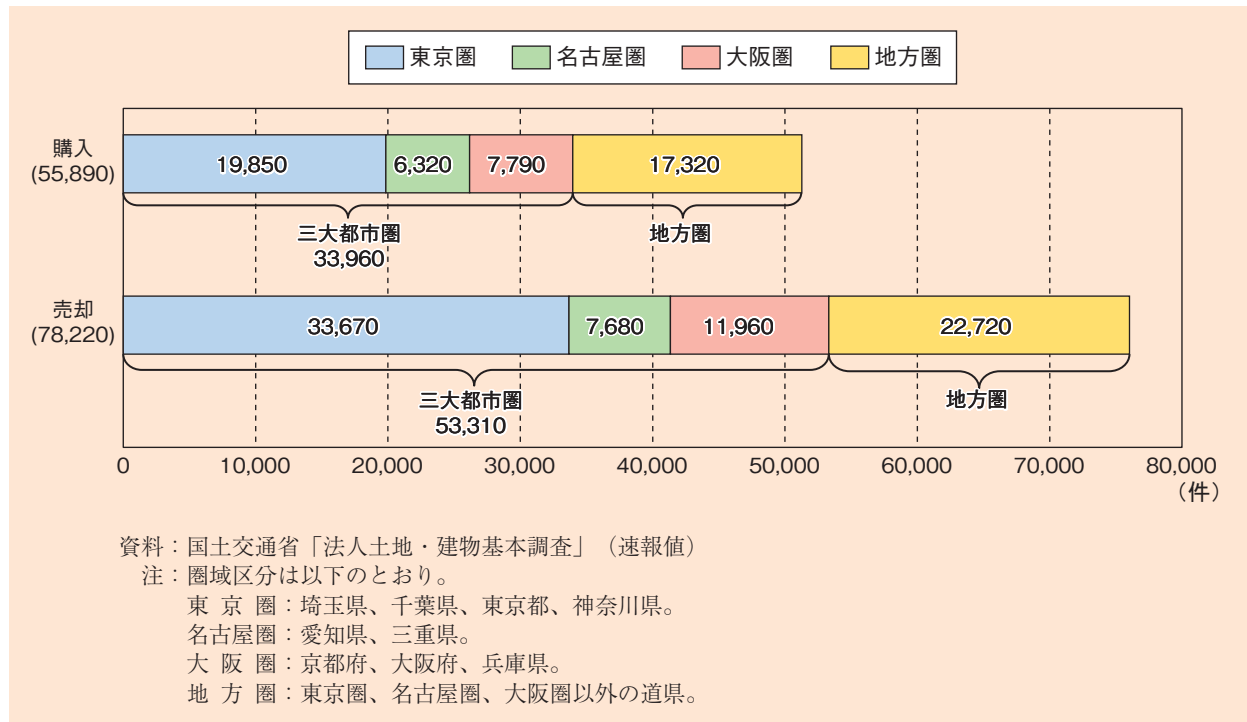 東京圏 名古屋圏 大阪圏 地方圏
購入
(55,890)
19,850 6,320 7,790 17,320
三大都市圏
33,960
地方圏
売却
(78,220)
33,670 7,680 11,960 22,720
三大都市圏
53,310
地方圏
0 10,000 20,000 30,000 40,000 50,000 60,000 70,000 80,000
(件)
資料：国土交通省「法人土地・建物基本調査」（速報値）
注：圏域区分は以下のとおり。
東 京 圏：埼玉県、千葉県、東京都、神奈川県。
名古屋圏：愛知県、三重県。
大 阪 圏：京都府、大阪府、兵庫県。
地 方 圏：東京圏、名古屋圏、大阪圏以外の道県。